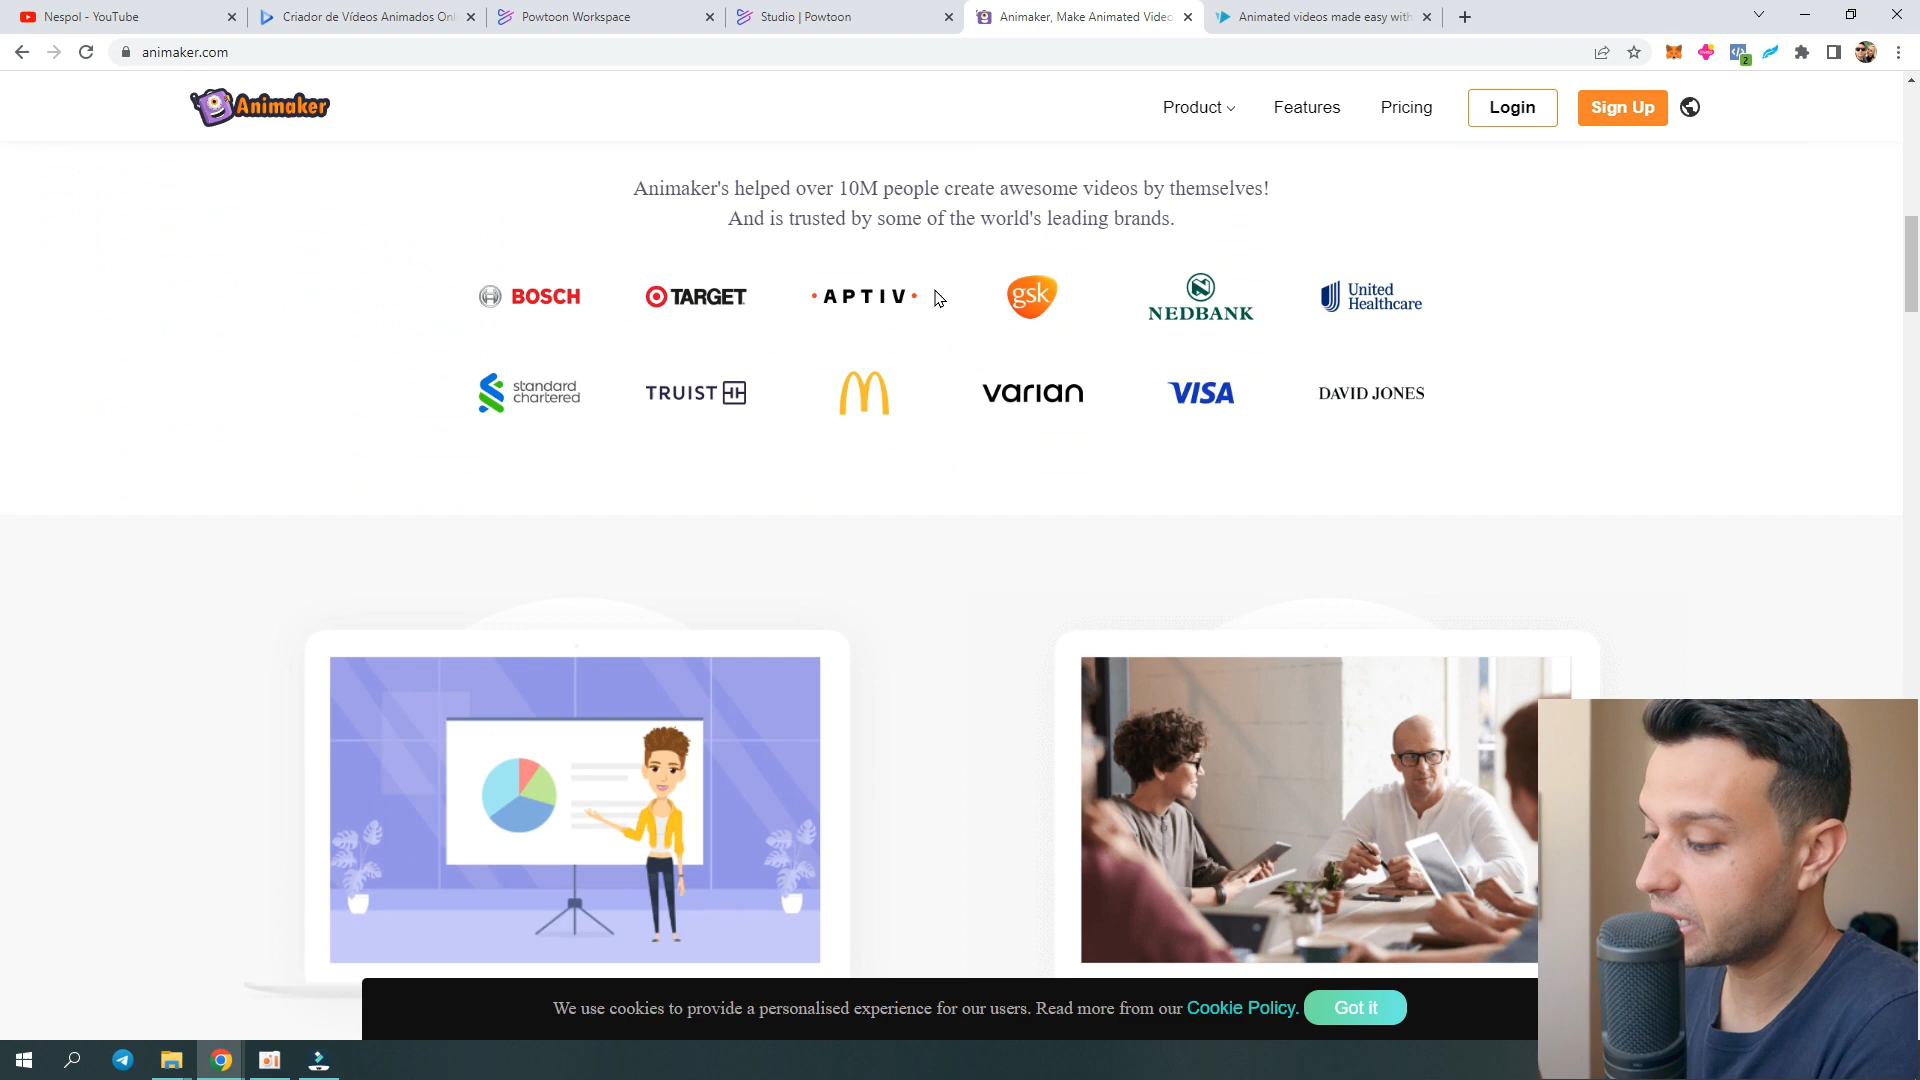 Nespol - YouTube
Criador de Vídeos Animados Onl
Powtoon Workspace
Studio | Powtoon
Animaker, Make Animated Video
Animated videos made easy with
animaker.com
2
Animaker
Product
Features
Pricing
Login
Sign Up
Animaker's helped over 10M people create awesome videos by themselves!
And is trusted by some of the world's leading brands.
BOSCH
TARGET
APTIV
gsk
NEDBANK
United
Healthcare
standard
chartered
TRUIST
varian
VISA
DAVID JONES
We use cookies to provide a personalised experience for our users. Read more from our Cookie Policy.
Got it